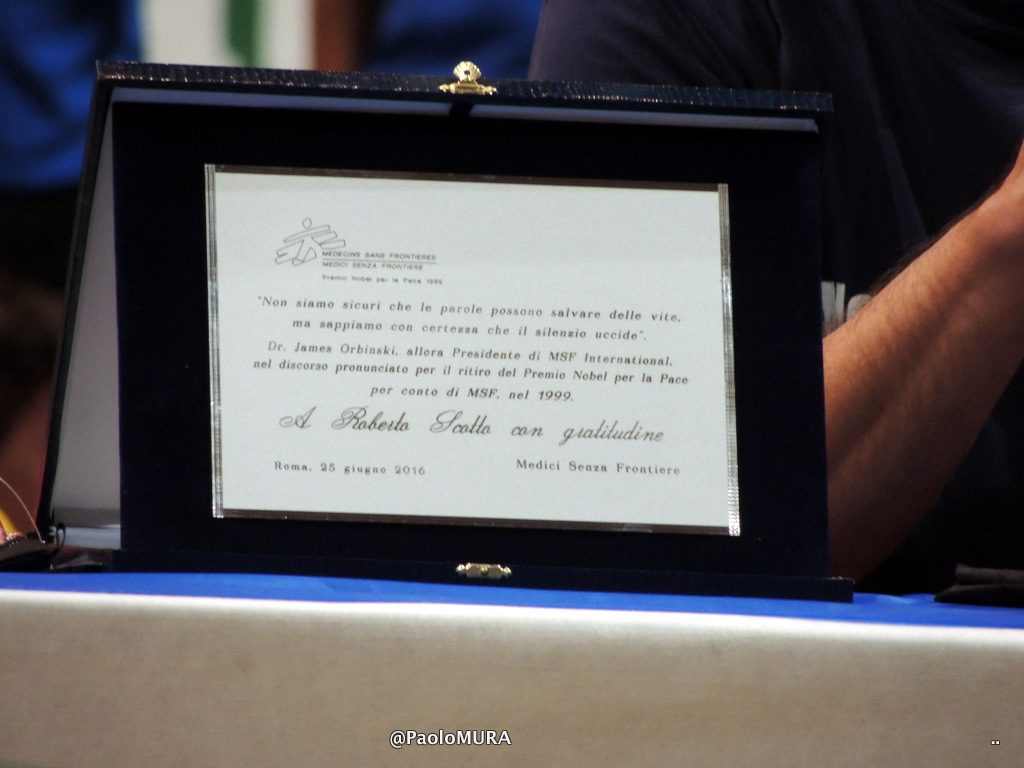 MEDECINS SANS FRONTIERES
MEDICI SENZA FRONTIERE
Premio Nobel per la Pace 1999
"Non siamo sicuri che le parole possono salvare delle vite,
ma sappiamo con certezza che il silenzio uccide".
Dr. James Orbinski, allora Presidente di MSF International,
nel discorso pronunciato per il ritiro del Premio Nobel per la Pace
per conto di MSF, nel 1999.
A Roberto Scotto con gratitudine
Roma, 25 giugno 2016
Medici Senza Frontiere
@PaoloMURA ..